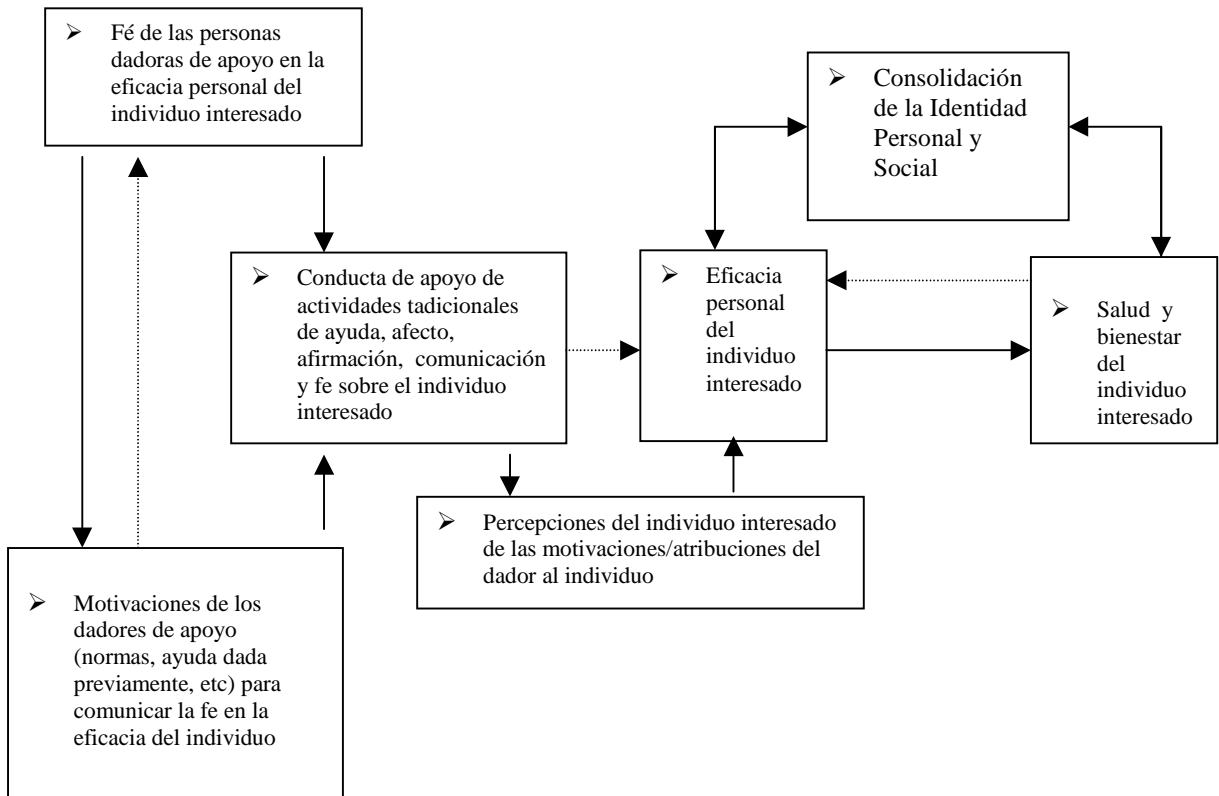 ➢ Fé de las personas
dadoras de apoyo en la
eficacia personal del
individuo interesado
➢ Consolidación
de la Identidad
Personal y
Social
➢ Conducta de apoyo de
actividades tadicionales
de ayuda, afecto,
afirmación, comunicación
y fe sobre el individuo
interesado
➢ Eficacia
personal
del
individuo
interesado
➢ Salud y
bienestar
del
individuo
interesado
➢ Percepciones del individuo interesado
de las motivaciones/atribuciones del
dador al individuo
➢ Motivaciones de los
dadores de apoyo
(normas, ayuda dada
previamente, etc) para
comunicar la fe en la
eficacia del individuo